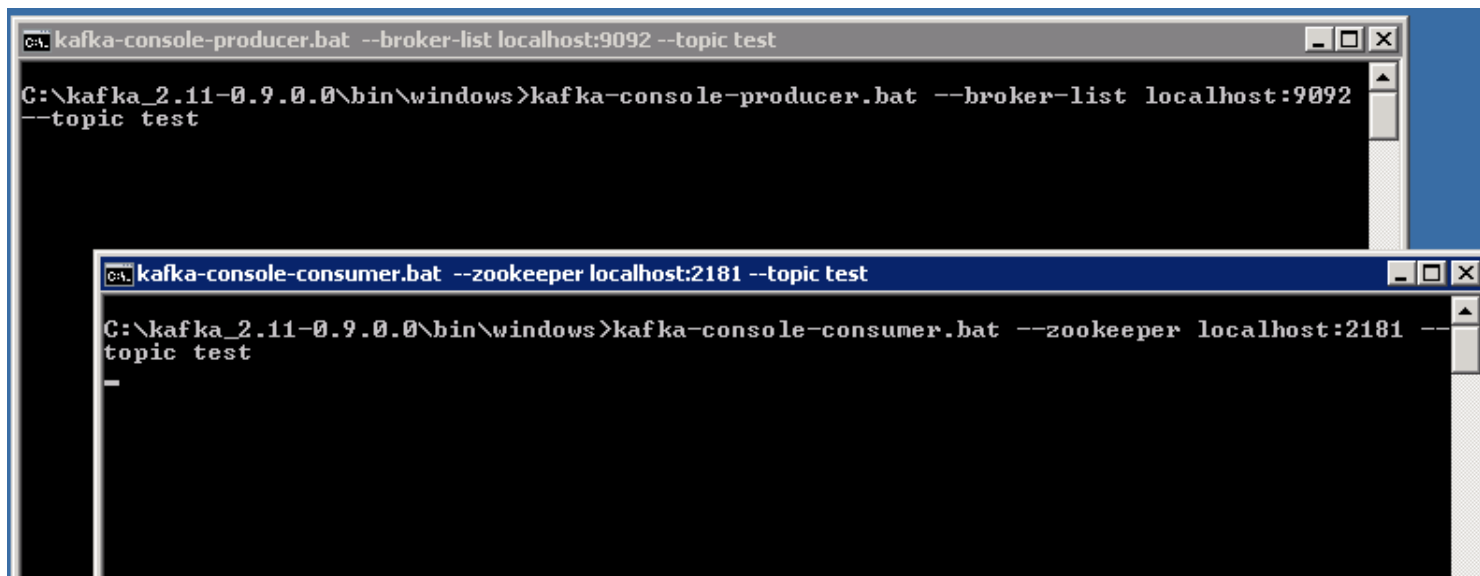 kafka-console-producer.bat --broker-list localhost:9092 --topic test
C:\kafka_2.11-0.9.0.0\bin\windows>kafka-console-producer.bat --broker-list localhost:9092
--topic test
kafka-console-consumer.bat --zookeeper localhost:2181 --topic test
C:\kafka_2.11-0.9.0.0\bin\windows>kafka-console-consumer.bat --zookeeper localhost:2181 --
topic test